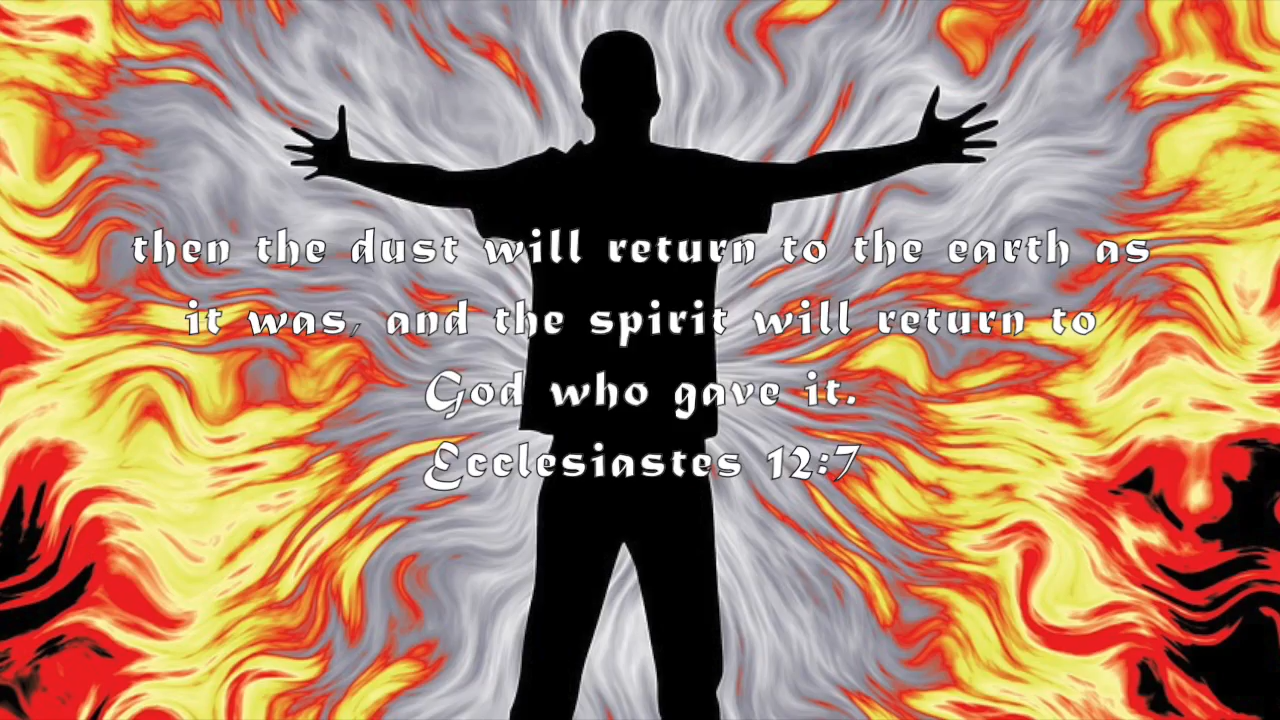 then the dust will return to the earth as
it was, and the spirit will return to
God who gave it.
Ecclesiastes 12:7